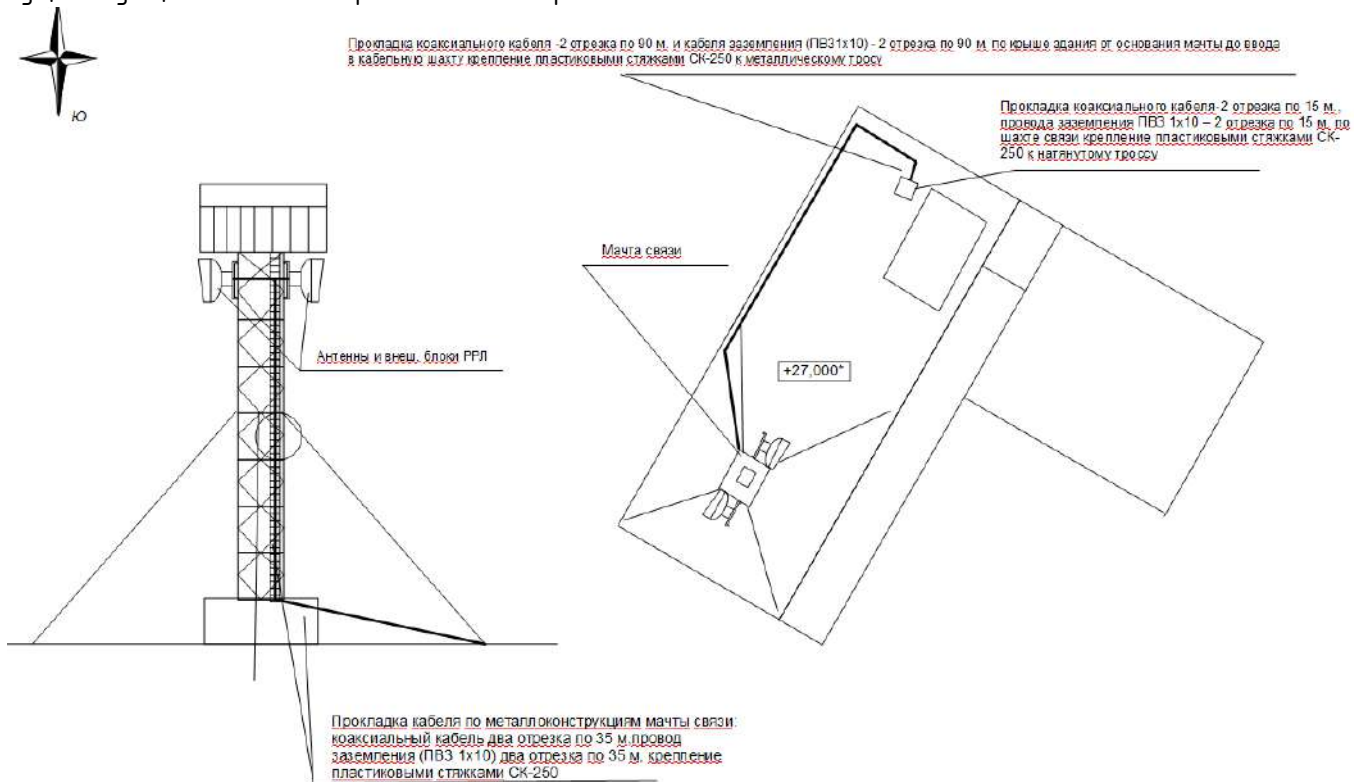 Прокладка коаксиального кабеля -2 отрезка по 90 м. и кабеля заземления (ПВ31х10) - 2 отрезка по 90 м. по крыше здания от основания мачты до ввода
в кабельную шахту крепление пластиковыми стяжками СК-250 к металлическому тросу
Ю
Прокладка коаксиального кабеля-2 отрезка по 15 м.,
провода заземления ПВ3 1х10 – 2 отрезка по 15 м. по
шахте связи крепление пластиковыми стяжками СК-
250 к натянутому троссу
Мачта связи
Антенны и внеш. блоки РРЛ
+27,000*
Прокладка кабеля по металлоконструкциям мачты связи:
коаксиальный кабель два отрезка по 35 м.провод
заземления (ПВ3 1х10) два отрезка по 35 м. крепление
пластиковыми стяжками СК-250